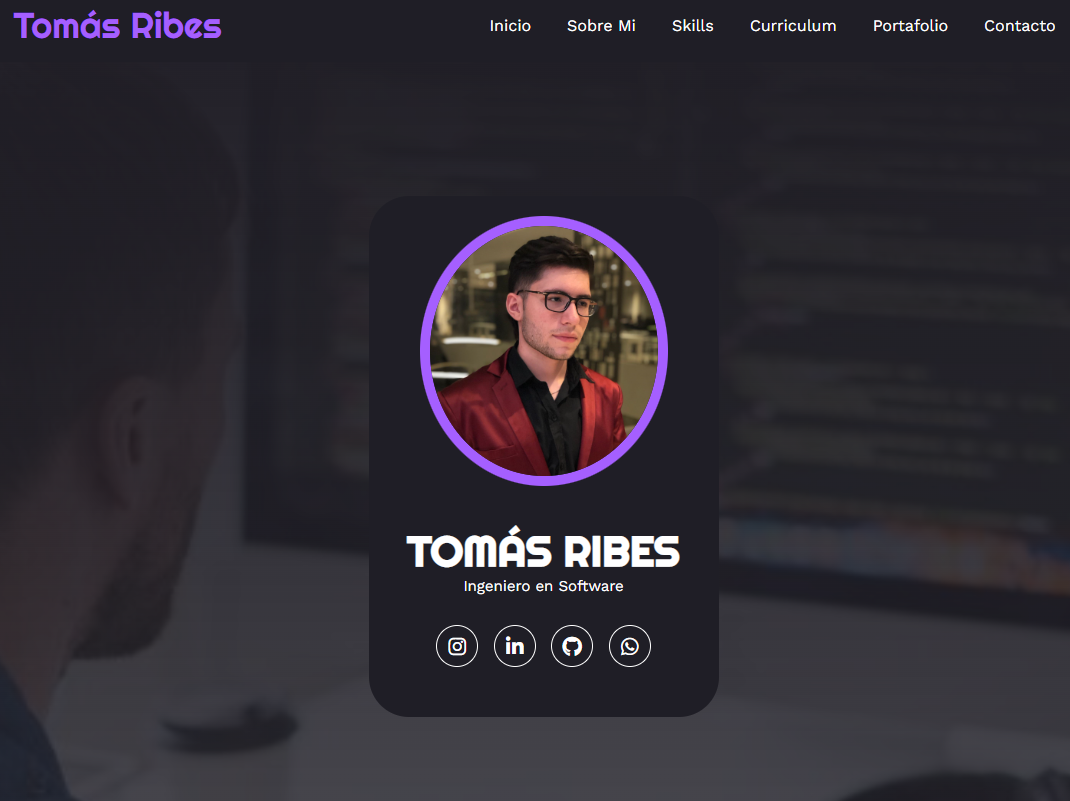 Tomás Ribes
Inicio Sobre Mi Skills Curriculum Portafolio Contacto
TOMÁS RIBES
Ingeniero en Software
in